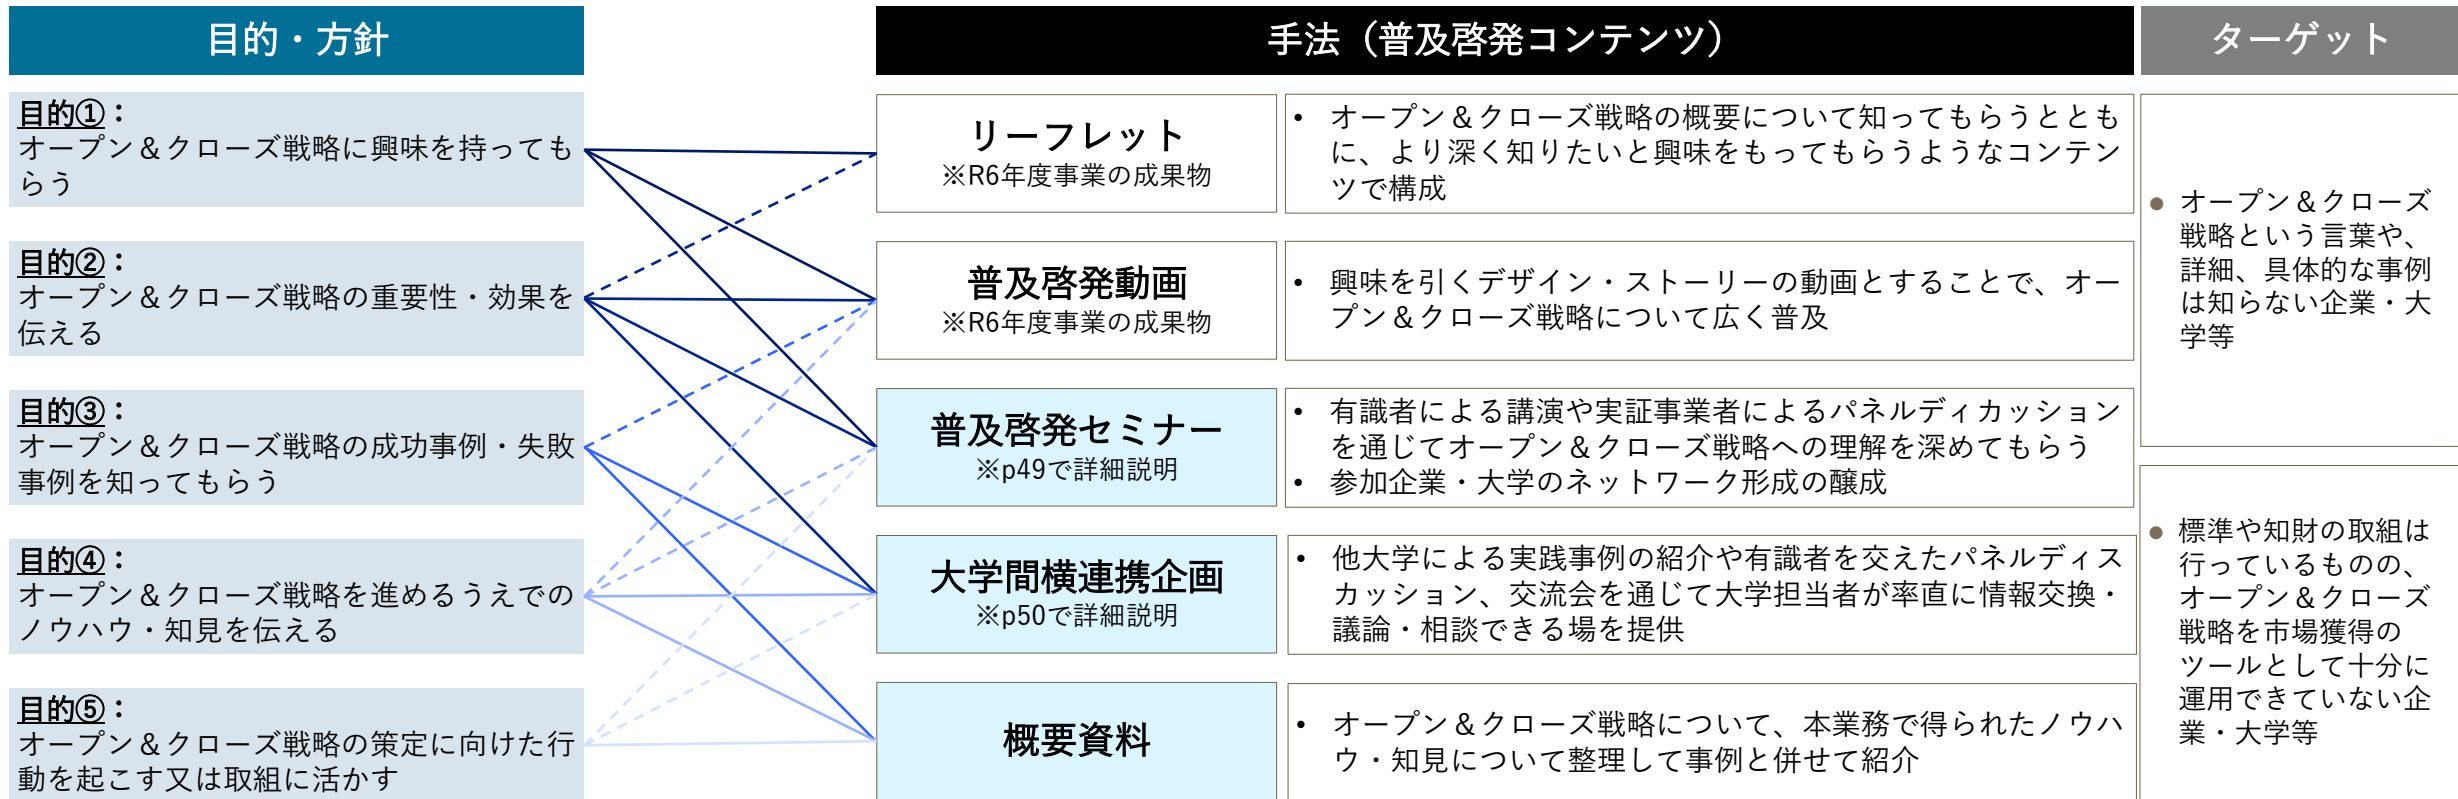 目的・方針
手法（普及啓発コンテンツ）
ターゲット
目的①：
オープン＆クローズ戦略に興味を持っても
らう
目的②：
オープン＆クローズ戦略の重要性・効果を
伝える
目的③：
オープン＆クローズ戦略の成功事例・失敗
事例を知ってもらう
目的④：
オープン＆クローズ戦略を進めるうえでの
ノウハウ・知見を伝える
目的⑤：
オープン＆クローズ戦略の策定に向けた行
動を起こす又は取組に活かす
リーフレット
※R6年度事業の成果物
• オープン＆クローズ戦略の概要について知ってもらうととも
に、より深く知りたいと興味をもってもらうようなコンテン
ツで構成
普及啓発動画
※R6年度事業の成果物
• 興味を引くデザイン・ストーリーの動画とすることで、オー
プン＆クローズ戦略について広く普及
普及啓発セミナー
※p49で詳細説明
• 有識者による講演や実証事業者によるパネルディカッション
を通じてオープン＆クローズ戦略への理解を深めてもらう
• 参加企業・大学のネットワーク形成の醸成
大学間横連携企画
※p50で詳細説明
• 他大学による実践事例の紹介や有識者を交えたパネルディス
カッション、交流会を通じて大学担当者が率直に情報交換・
議論・相談できる場を提供
概要資料
• オープン＆クローズ戦略について、本業務で得られたノウハ
ウ・知見について整理して事例と併せて紹介
● オープン＆クローズ
戦略という言葉や、
詳細、具体的な事例
は知らない企業・大
学等
● 標準や知財の取組は
行っているものの、
オープン＆クローズ
戦略を市場獲得の
ツールとして十分に
運用できていない企
業・大学等